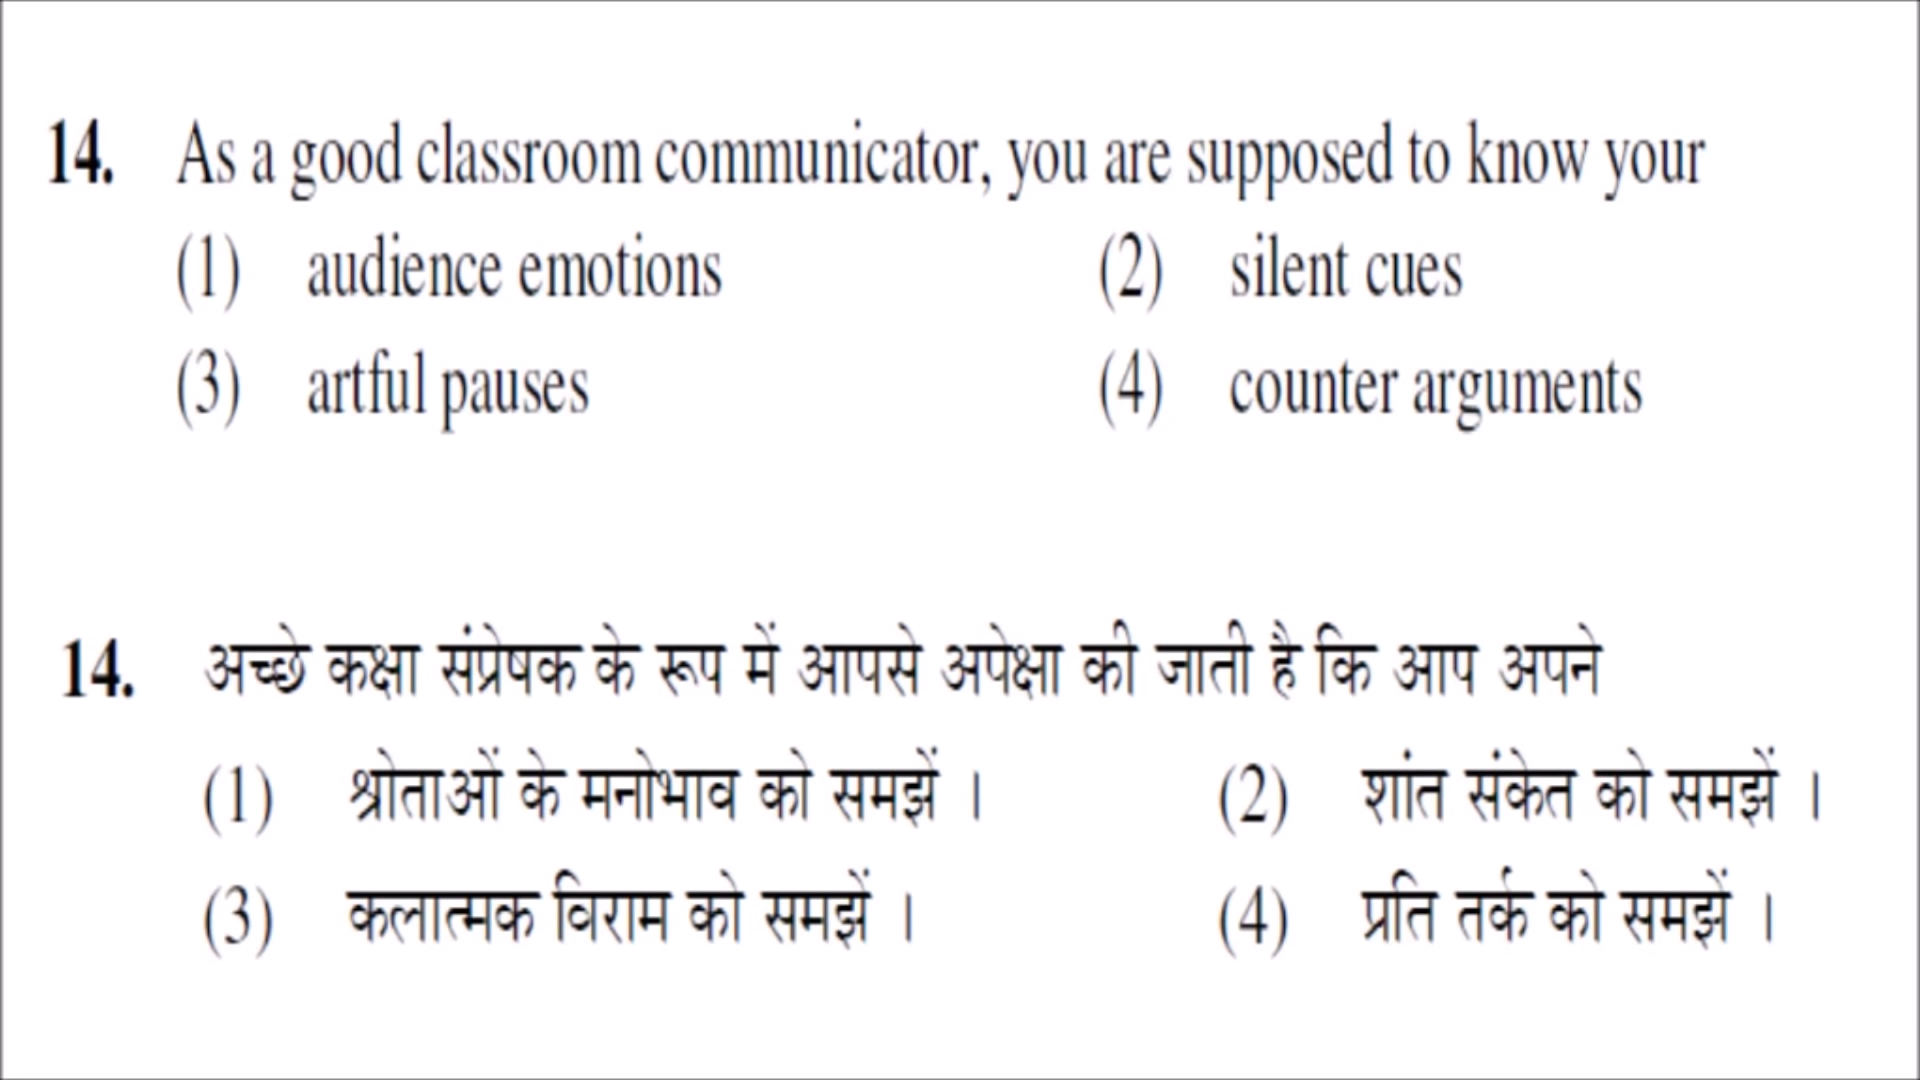 14. As a good classroom communicator, you are supposed to know your
(1) audience emotions (2) silent cues
(3) artful pauses (4) counter arguments
14. अच्छे कक्षा संप्रेषक के रूप में आपसे अपेक्षा की जाती है कि आप अपने
(1) श्रोताओं के मनोभाव को समझें । (2) शांत संकेत को समझें ।
(3) कलात्मक विराम को समझें । (4) प्रति तर्क को समझें ।